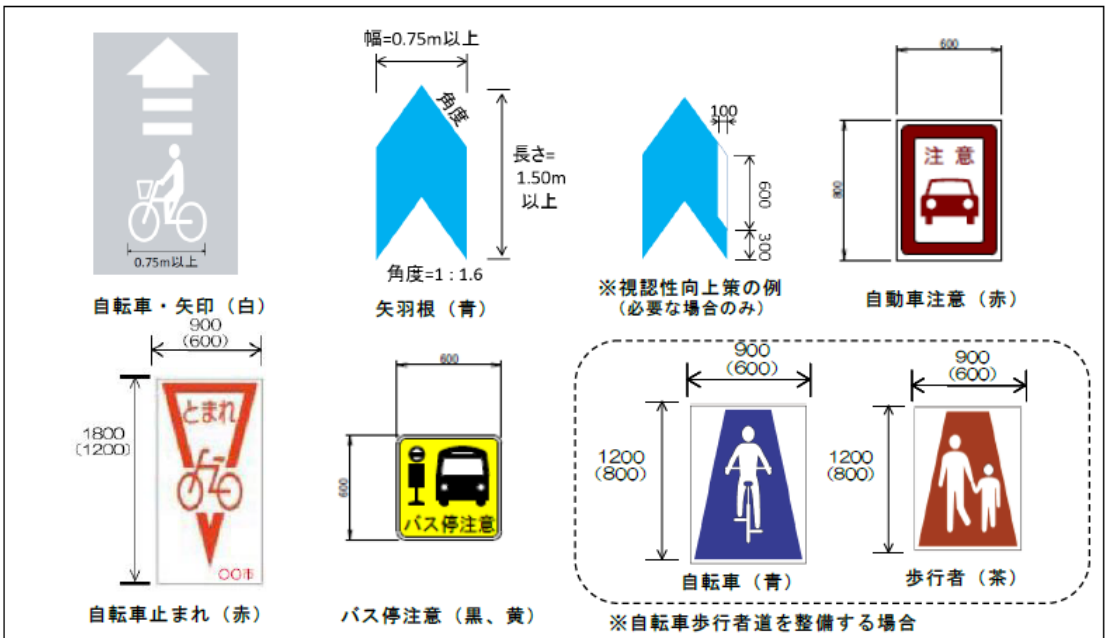 幅=0.75m以上
角度
長さ=
1.50m
以上
角度=1：1.6
100
600
300
600
800
注 意
0.75m以上
自転車・矢印（白）
矢羽根（青）
※視認性向上策の例
（必要な場合のみ）
自動車注意（赤）
900
(600)
1800
(1200)
とまれ
〇〇市
自転車止まれ（赤）
600
600
バス停注意
バス停注意（黒、黄）
900
(600)
1200
(800)
自転車（青）
900
(600)
1200
(800)
歩行者（茶）
※自転車歩行者道を整備する場合